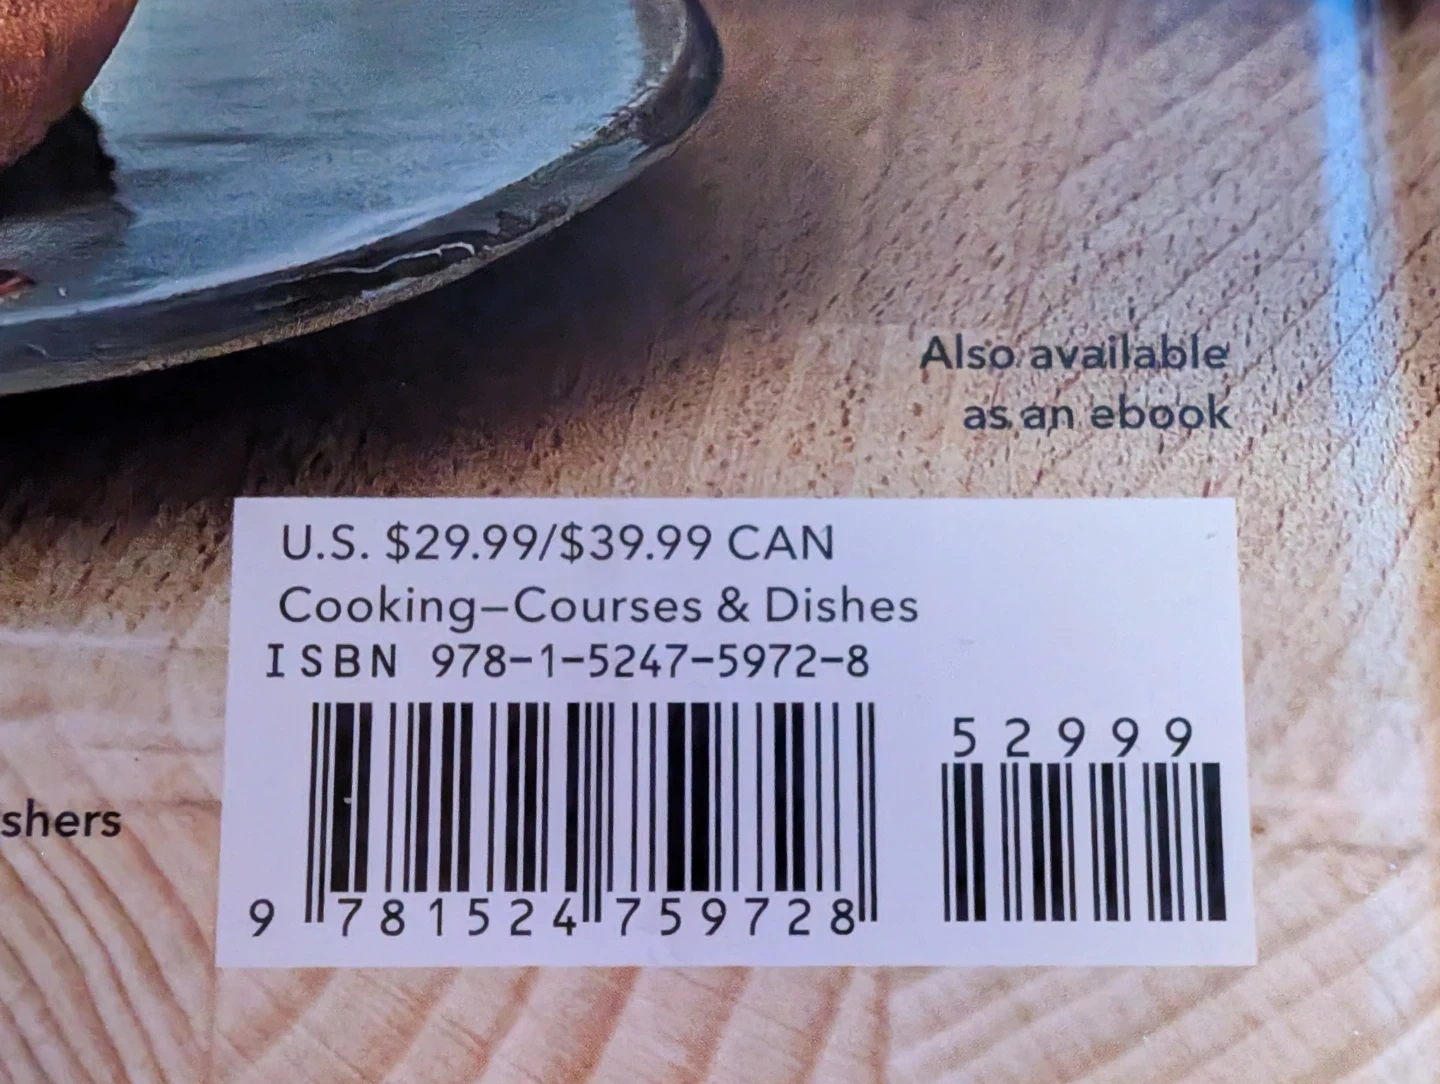 Also available
as an ebook
U.S. $29.99/$39.99 CAN
Cooking–Courses & Dishes
ISBN 978-1-5247-5972-8
52999
shers
9 781524 759728